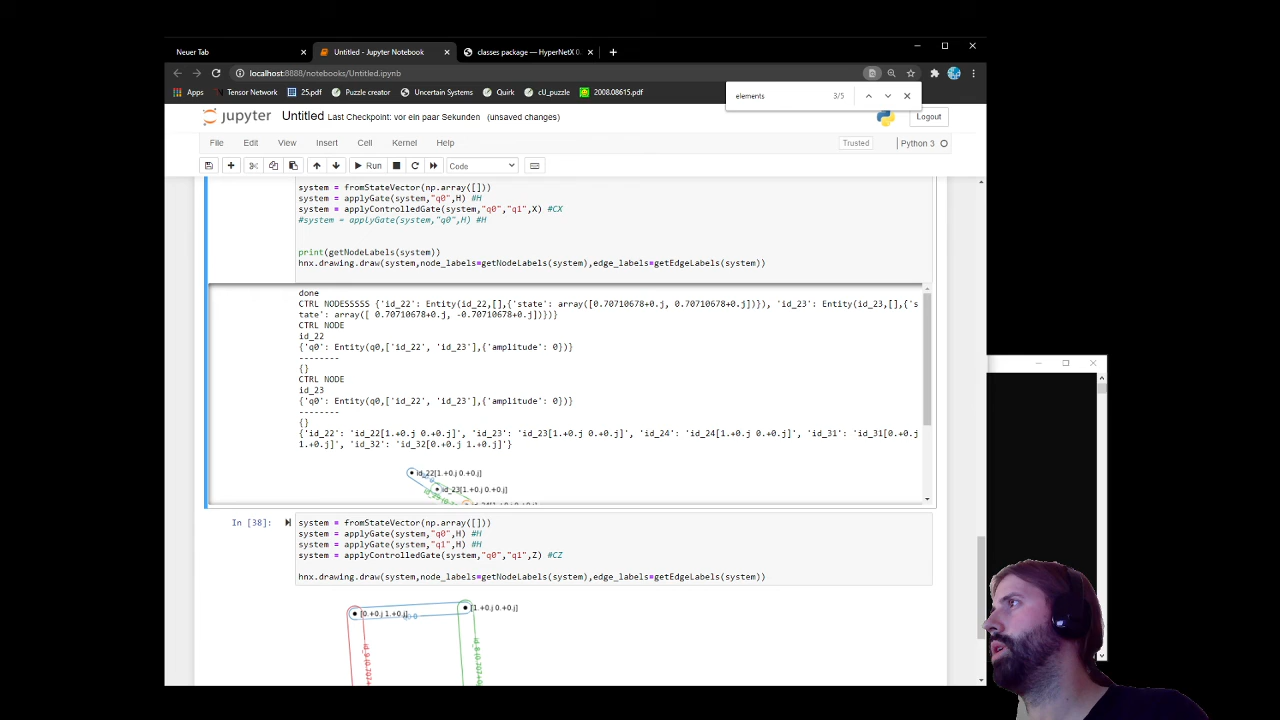 Neuer Tab
Untitled - Jupyter Notebook
classes package — HyperNetX 0.
localhost:8888/notebooks/Untitled.ipynb
Apps
Tensor Network
25.pdf
Puzzle creator
Uncertain Systems
Quirk
cU_puzzle
2008.08615.pdf
elements 3/5
jupyter Untitled Last Checkpoint: vor ein paar Sekunden (unsaved changes)
Logout
File Edit View Insert Cell Kernel Help
Trusted
Python 3
Run
Code
system = fromStateVector(np.array([]))
system = applyGate(system,"q0",H) #H
system = applyControlledGate(system,"q0","q1",X) #CX
#system = applyGate(system,"q0",H) #H
print(getNodeLabels(system))
hnx.drawing.draw(system,node_labels=getNodeLabels(system),edge_labels=getEdgeLabels(system))
done
CTRL NODESSSSS {'id_22': Entity(id_22,[],{'state': array([0.70710678+0.j, 0.70710678+0.j])}), 'id_23': Entity(id_23,[],{'s
tate': array([ 0.70710678+0.j, -0.70710678+0.j])})}
CTRL NODE
id_22
{'q0': Entity(q0,['id_22', 'id_23'],{'amplitude': 0})}
--------
{}
CTRL NODE
id_23
{'q0': Entity(q0,['id_22', 'id_23'],{'amplitude': 0})}
--------
{}
{'id_22': 'id_22[1.+0.j 0.+0.j]', 'id_23': 'id_23[1.+0.j 0.+0.j]', 'id_24': 'id_24[1.+0.j 0.+0.j]', 'id_31': 'id_31[0.+0.j
1.+0.j]', 'id_32': 'id_32[0.+0.j 1.+0.j]'}
id_22[1.+0.j 0.+0.j]
id_23[1.+0.j 0.+0.j]
In [38]:
system = fromStateVector(np.array([]))
system = applyGate(system,"q0",H) #H
system = applyGate(system,"q1",H) #H
system = applyControlledGate(system,"q0","q1",Z) #CZ
hnx.drawing.draw(system,node_labels=getNodeLabels(system),edge_labels=getEdgeLabels(system))
[0.+0.j 1.+0.j]
[1.+0.j 0.+0.j]